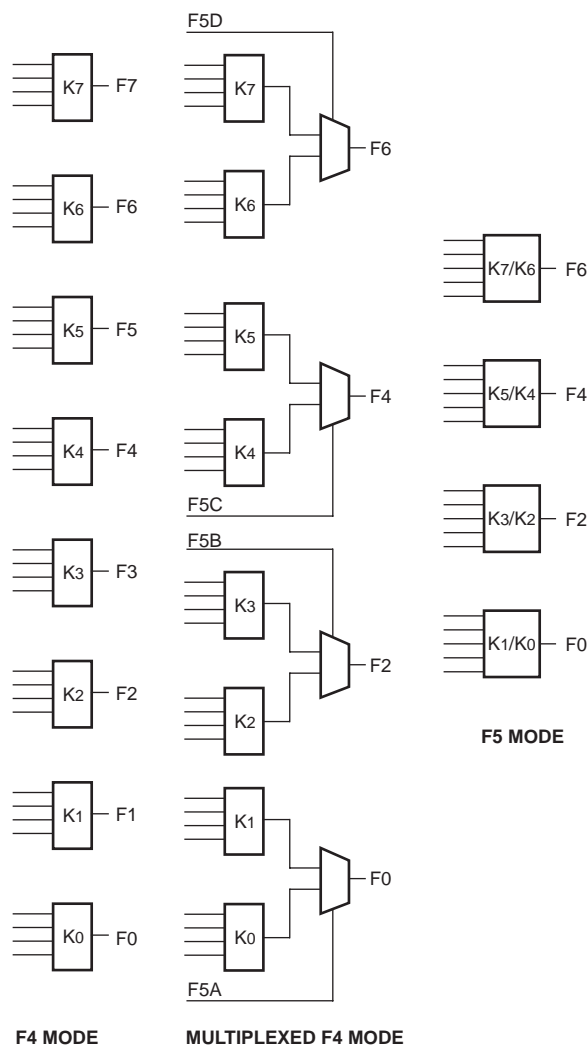 F5D
K7 F7
K7
F6
K6 F6
K6
K7/K6 F6
K5 F5
K5
F4
K5/K4 F4
K4 F4
K4
F5C
K3/K2 F2
F5B
K3 F3
K3
K1/K0 F0
F2
K2 F2
K2
F5 MODE
K1 F1
K1
F0
K0 F0
K0
F5A
F4 MODE
MULTIPLEXED F4 MODE